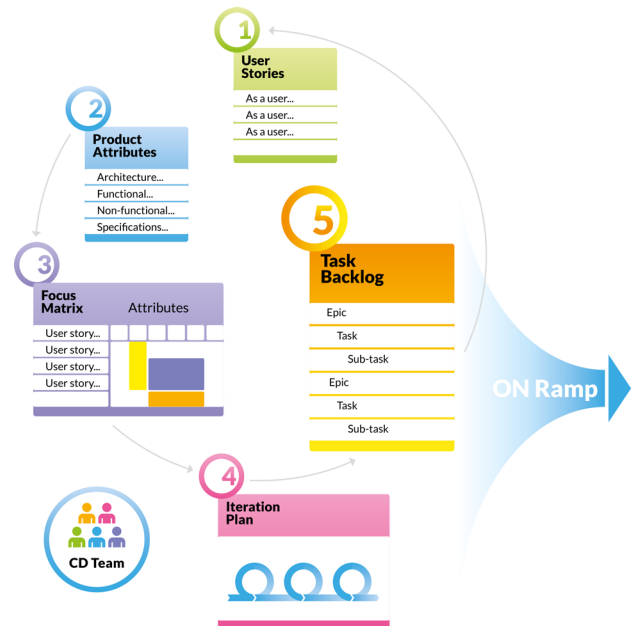 1
User
Stories
As a user...
As a user...
As a user...
2
Product
Attributes
Architecture...
Functional...
Non-functional...
Specifications...
3
Focus
Matrix
Attributes
User story...
User story...
User story...
User story...
4
Iteration
Plan
5
Task
Backlog
Epic
Task
Sub-task
Epic
Task
Sub-task
ON Ramp
CD Team